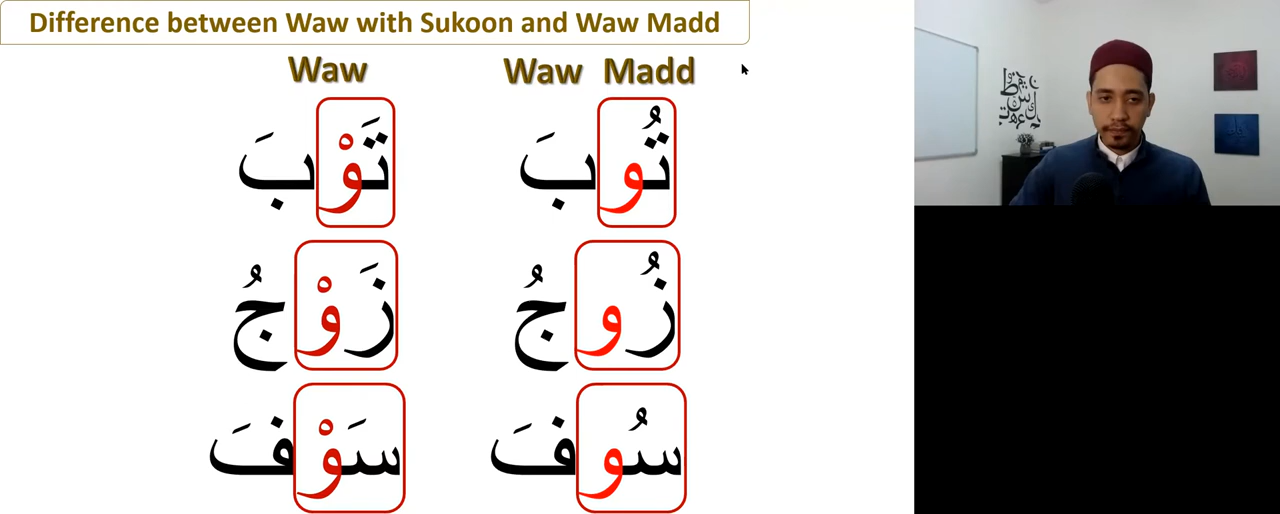 Difference between Waw with Sukoon and Waw Madd
Waw
Waw Madd
تَوْبَ
تُوبَ
زَوْجُ
زُوجُ
سَوْفَ
سُوفَ